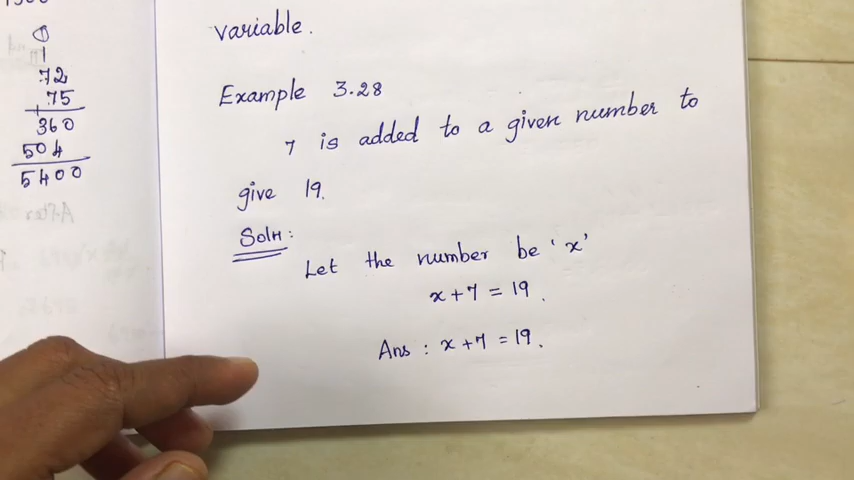 1
72
75
360
504
5400
variable.
Example 3.28
7 is added to a given number to
give 19.
Soln:
Let the number be 'x'
x+7 = 19.
Ans : x+7 = 19.